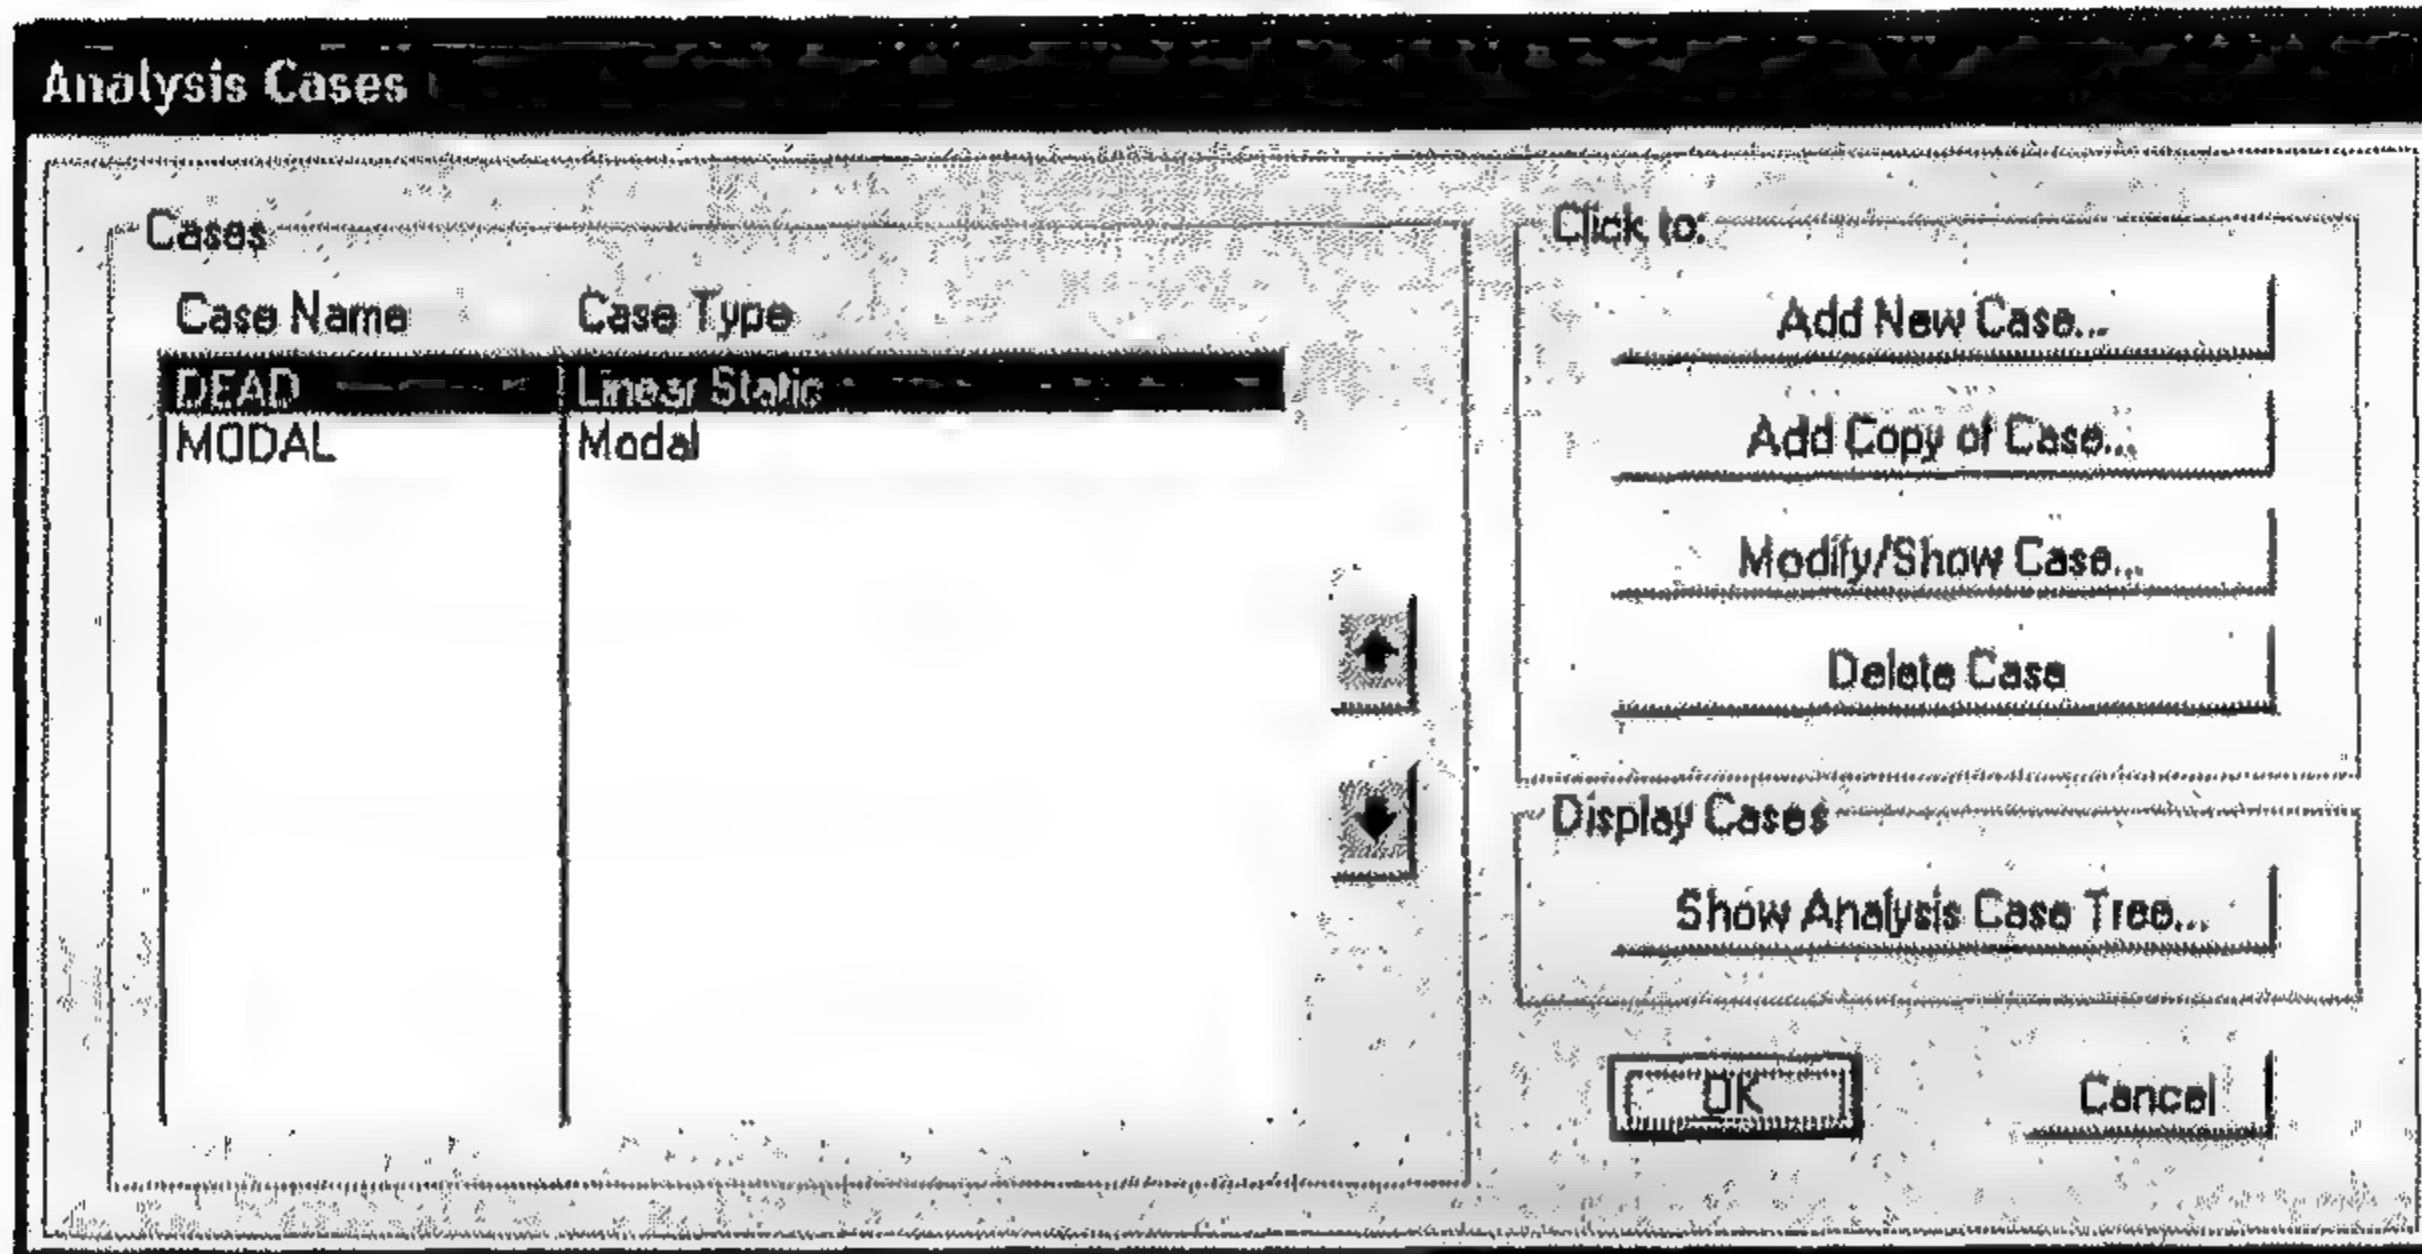 Analysis Cases
Cases
Case Name Case Type
DEAD Linear Static
MODAL Modal
Click to:
Add New Case...
Add Copy of Case...
Modify/Show Case...
Delete Case
Display Cases
Show Analysis Case Tree...
OK Cancel